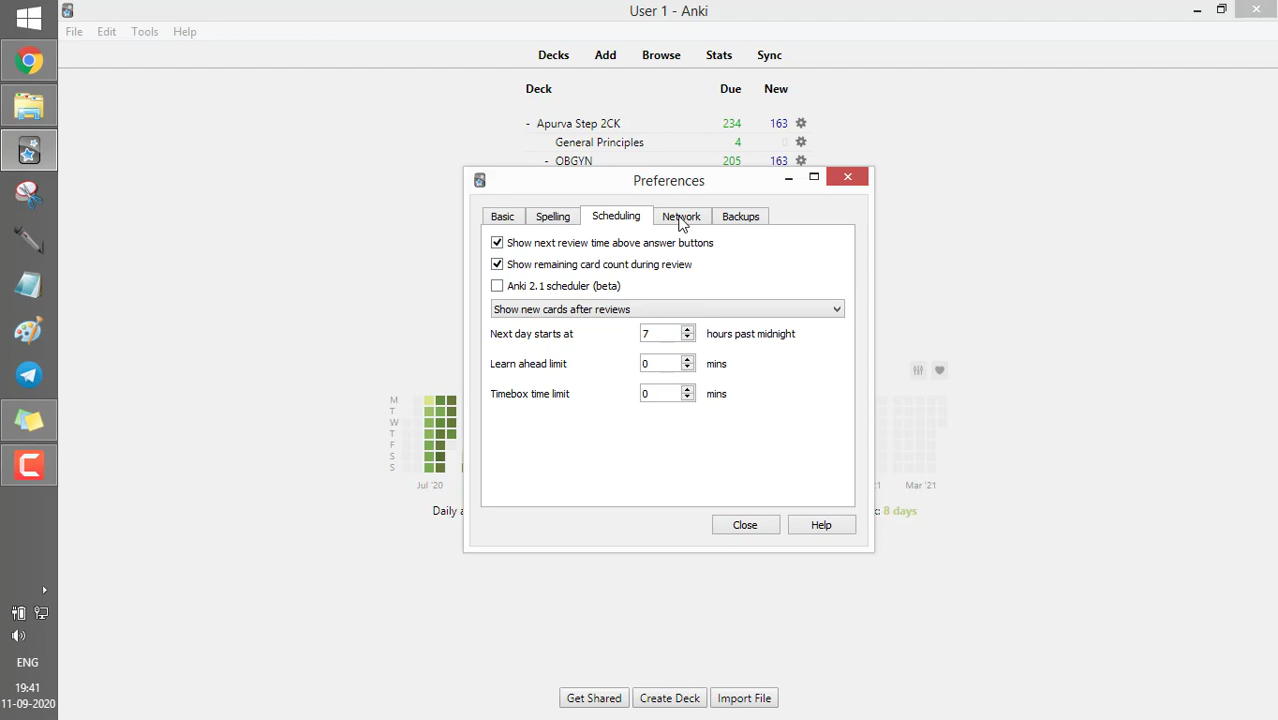 User 1 - Anki
File Edit Tools Help
Decks Add Browse Stats Sync
Deck Due New
- Apurva Step 2CK 234 163
General Principles 4 0
- OBGYN 205 163
Preferences
Basic Spelling Scheduling Network Backups
Show next review time above answer buttons
Show remaining card count during review
Anki 2.1 scheduler (beta)
Show new cards after reviews
Next day starts at 7 hours past midnight
Learn ahead limit 0 mins
Timebox time limit 0 mins
M
T
W
T
F
S
S
Jul '20 21 Mar '21
Daily a : 8 days
Close Help
Get Shared Create Deck Import File
ENG
19:41
11-09-2020